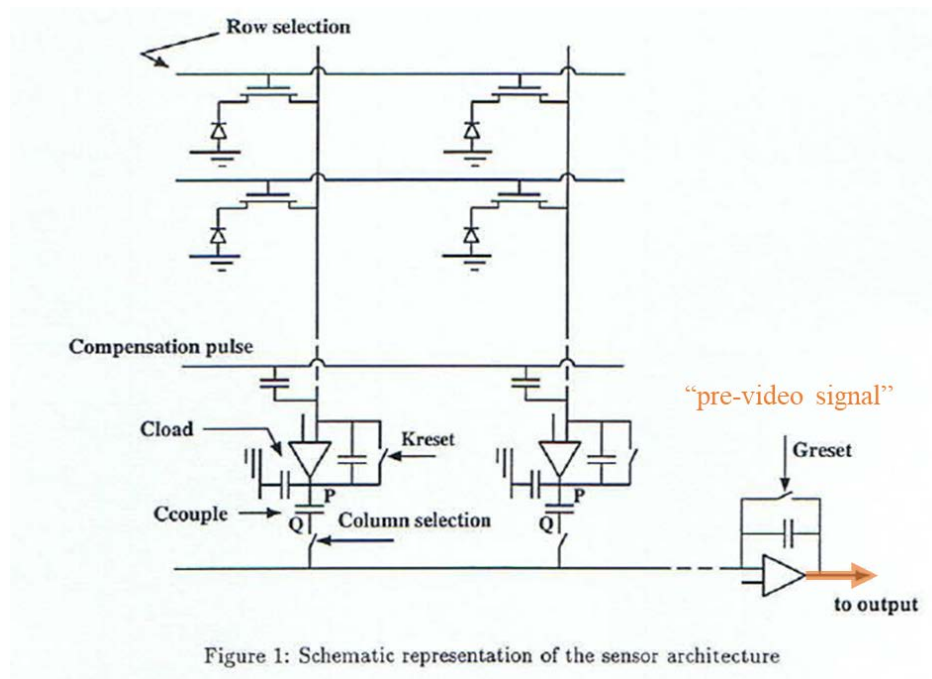 Row selection
Compensation pulse
"pre-video signal"
Cload
Kreset
Greset
P
P
Ccouple
Q
Column selection
Q
to output
Figure 1: Schematic representation of the sensor architecture